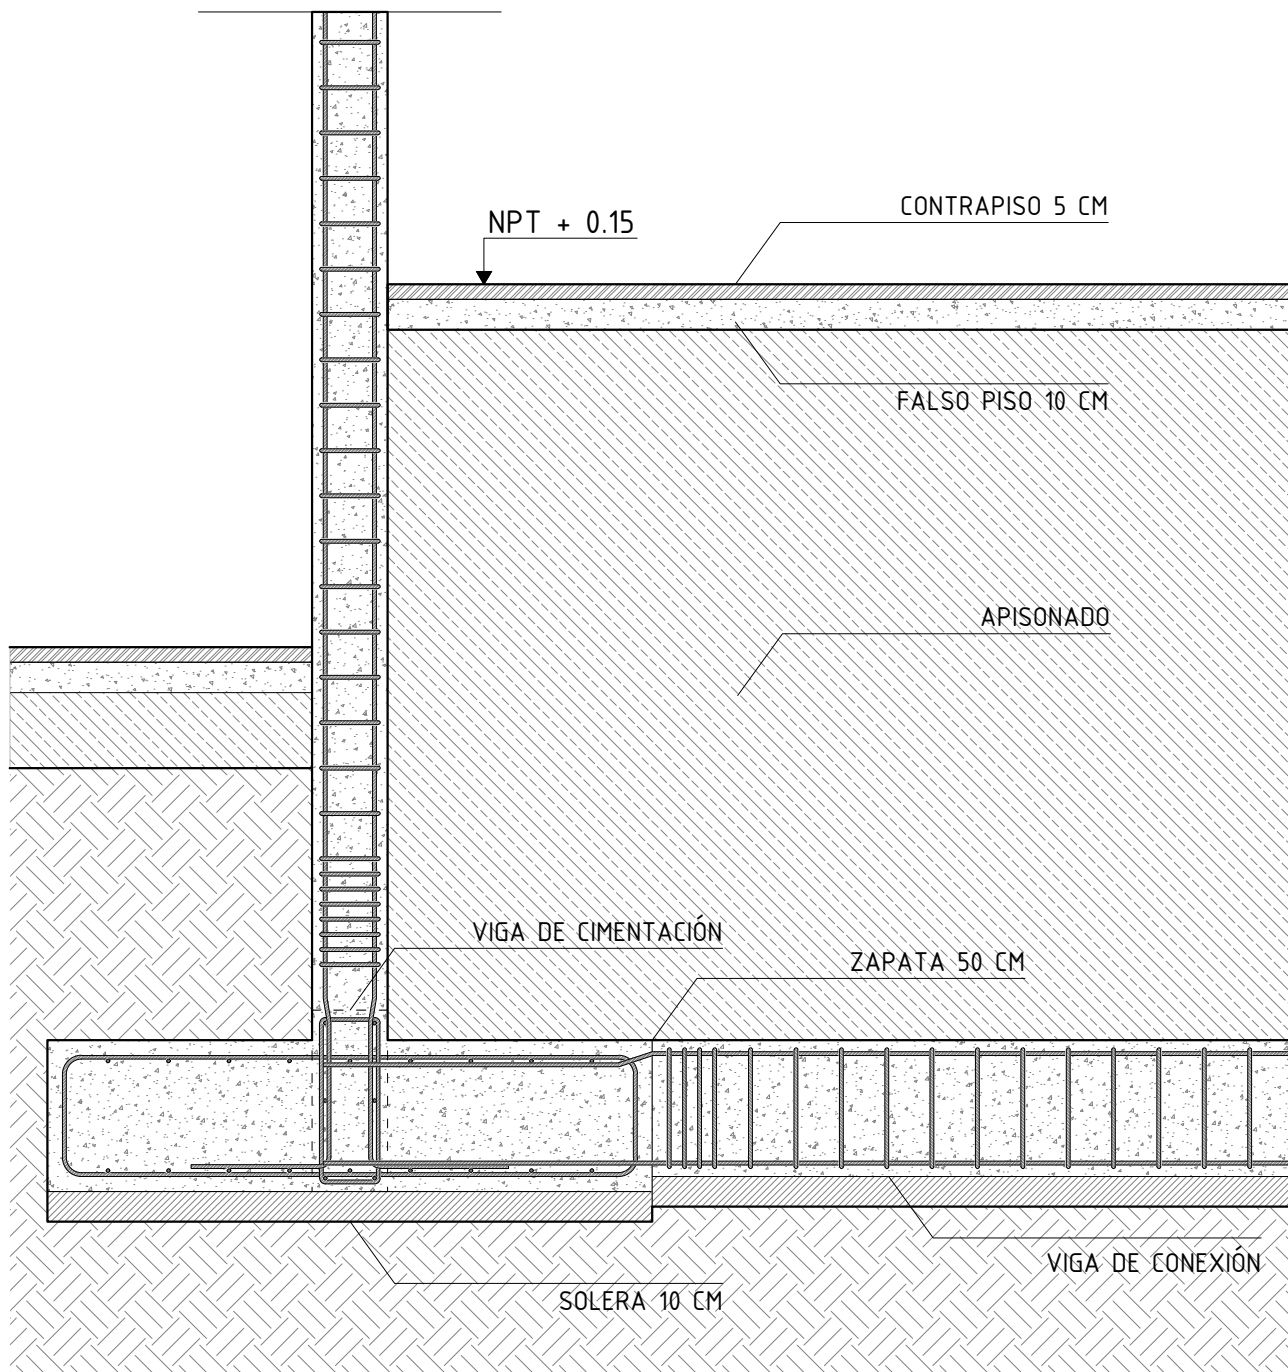 CONTRAPISO 5 CM
NPT + 0.15
FALSO PISO 10 CM
APISONADO
VIGA DE CIMENTACIÓN
ZAPATA 50 CM
VIGA DE CONEXIÓN
SOLERA 10 CM